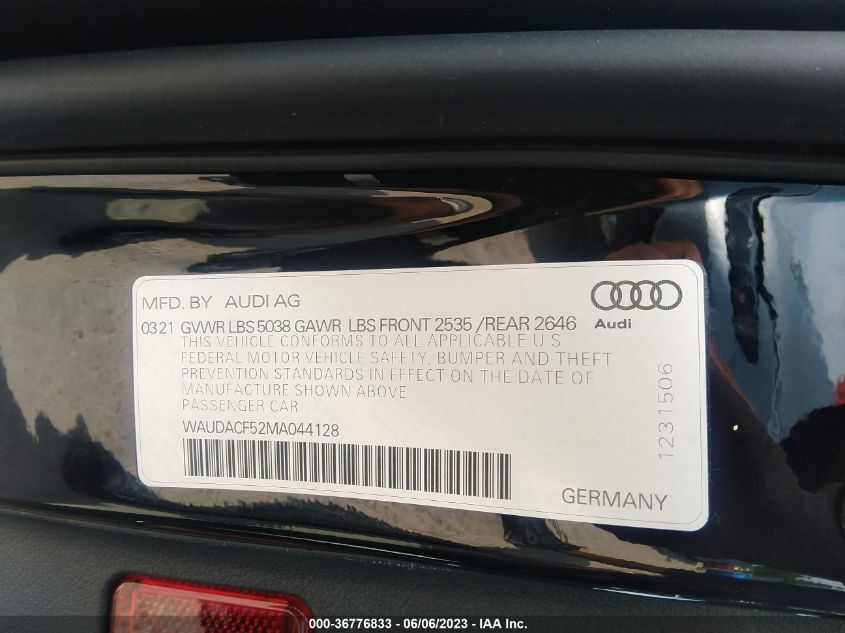 MFD. BY AUDI AG
0321 GVWR LBS 5038 GAWR LBS FRONT 2535 /REAR 2646
Audi
THIS VEHICLE CONFORMS TO ALL APPLICABLE U S
FEDERAL MOTOR VEHICLE SAFETY, BUMPER AND THEFT
PREVENTION STANDARDS IN EFFECT ON THE DATE OF
MANUFACTURE SHOWN ABOVE
PASSENGER CAR
WAUDACF52MA044128
1231506
GERMANY
000-36776833 / 06/06/2023 - IAA Inc.